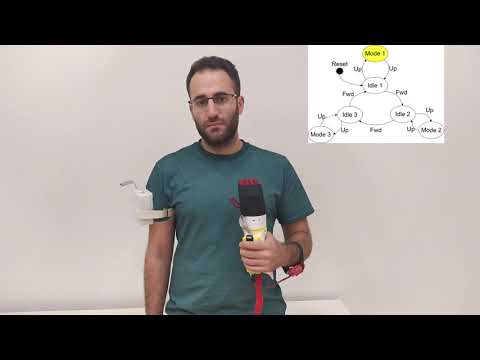 Mode 1
Up
Up
Reset
Idle 1
Fwd
Fwd
Up
Idle 3
Idle 2
Up
Mode 3
Up
Fwd
Up
Mode 2